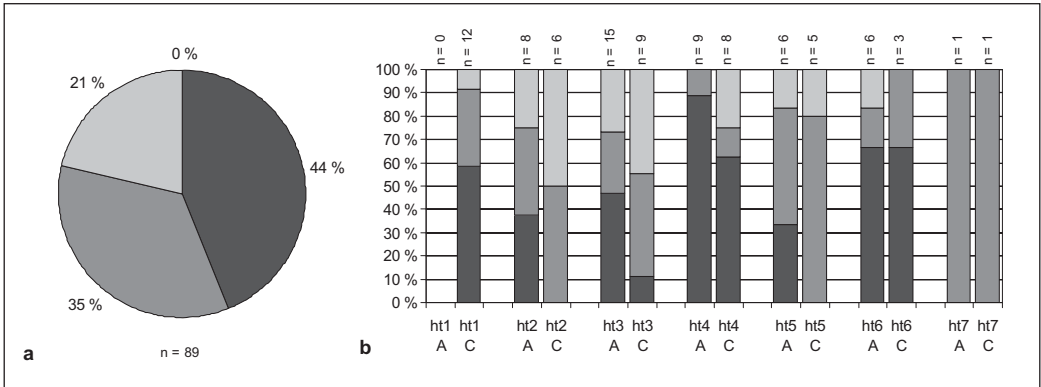 0 %
21 %
44 %
35 %
a
n = 89
n = 0
n = 12
n = 8
n = 6
n = 15
n = 9
n = 9
n = 8
n = 6
n = 5
n = 6
n = 3
n = 1
n = 1
100 %
90 %
80 %
70 %
60 %
50 %
40 %
30 %
20 %
10 %
0 %
ht1 ht1 ht2 ht2 ht3 ht3 ht4 ht4 ht5 ht5 ht6 ht6 ht7 ht7
b A C A C A C A C A C A C A C